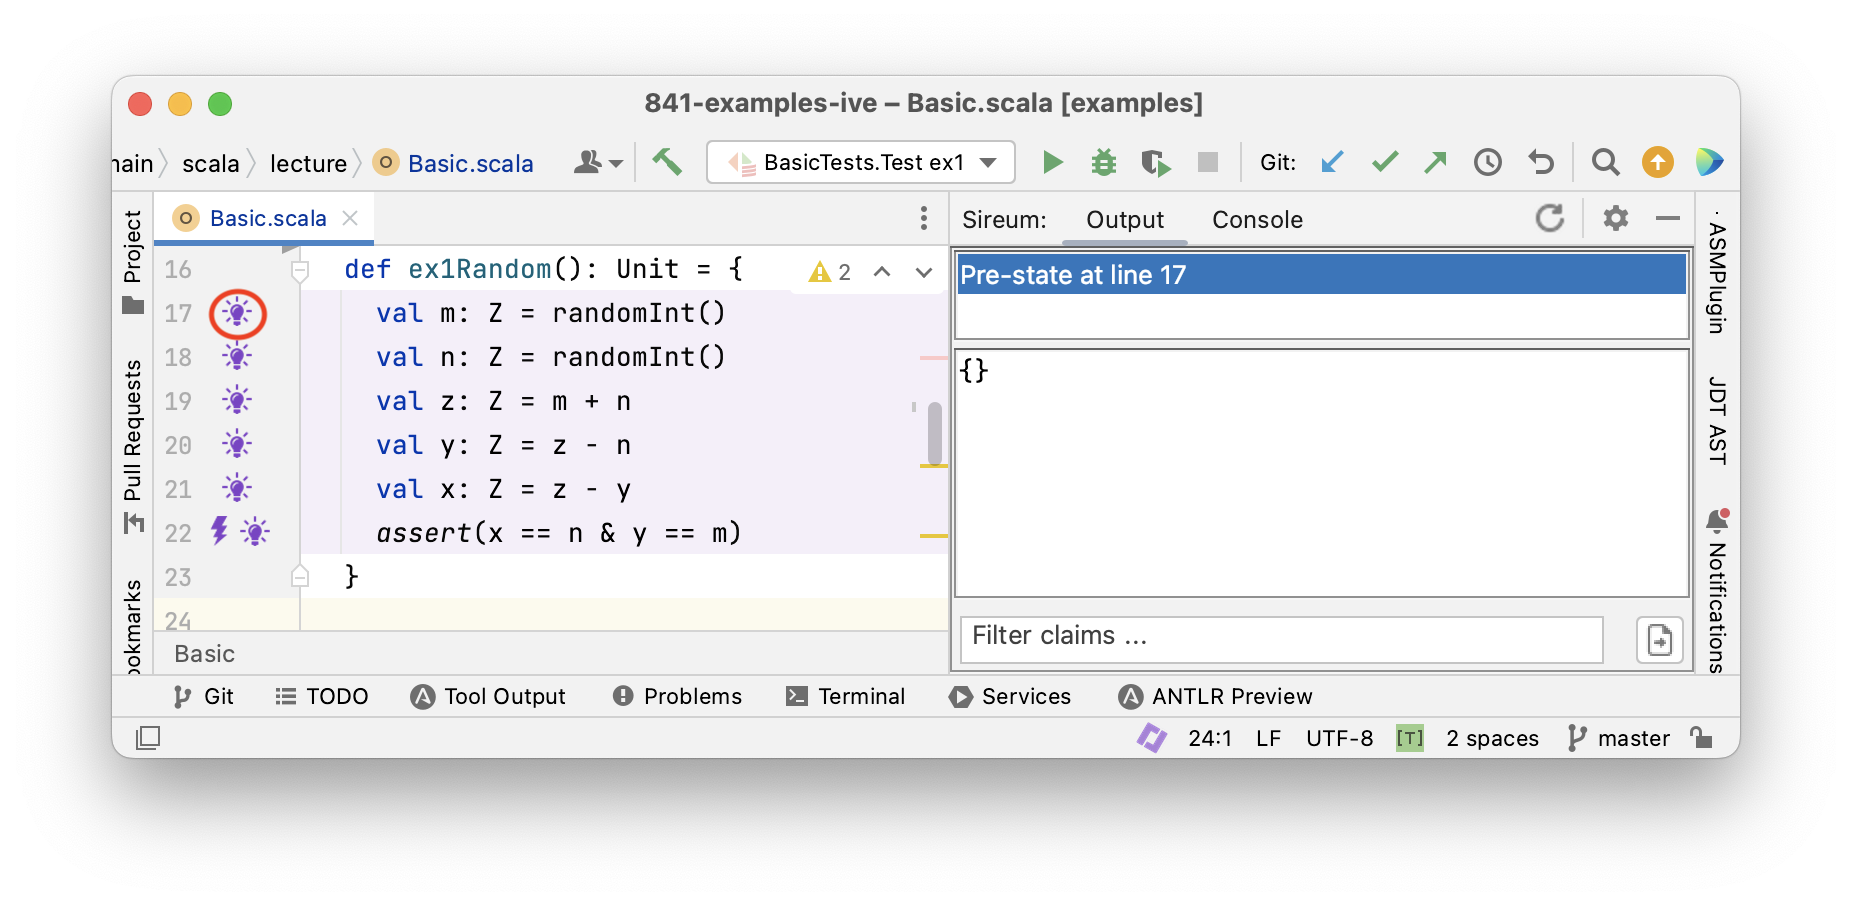 841-examples-ive – Basic.scala [examples]
scala lecture Basic.scala
BasicTests.Test ex1
Git:
Project
Pull Requests
Basic.scala
16 def ex1Random(): Unit = {
2
17 val m: Z = randomInt()
18 val n: Z = randomInt()
19 val z: Z = m + n
20 val y: Z = z - n
21 val x: Z = z - y
22 assert(x == n & y == m)
23 }
24
Basic
Sireum: Output Console
Pre-state at line 17
{}
Filter claims ...
ASMPlugin
JDT AST
Notifications
Git TODO Tool Output Problems Terminal Services ANTLR Preview
24:1 LF UTF-8 [T] 2 spaces master